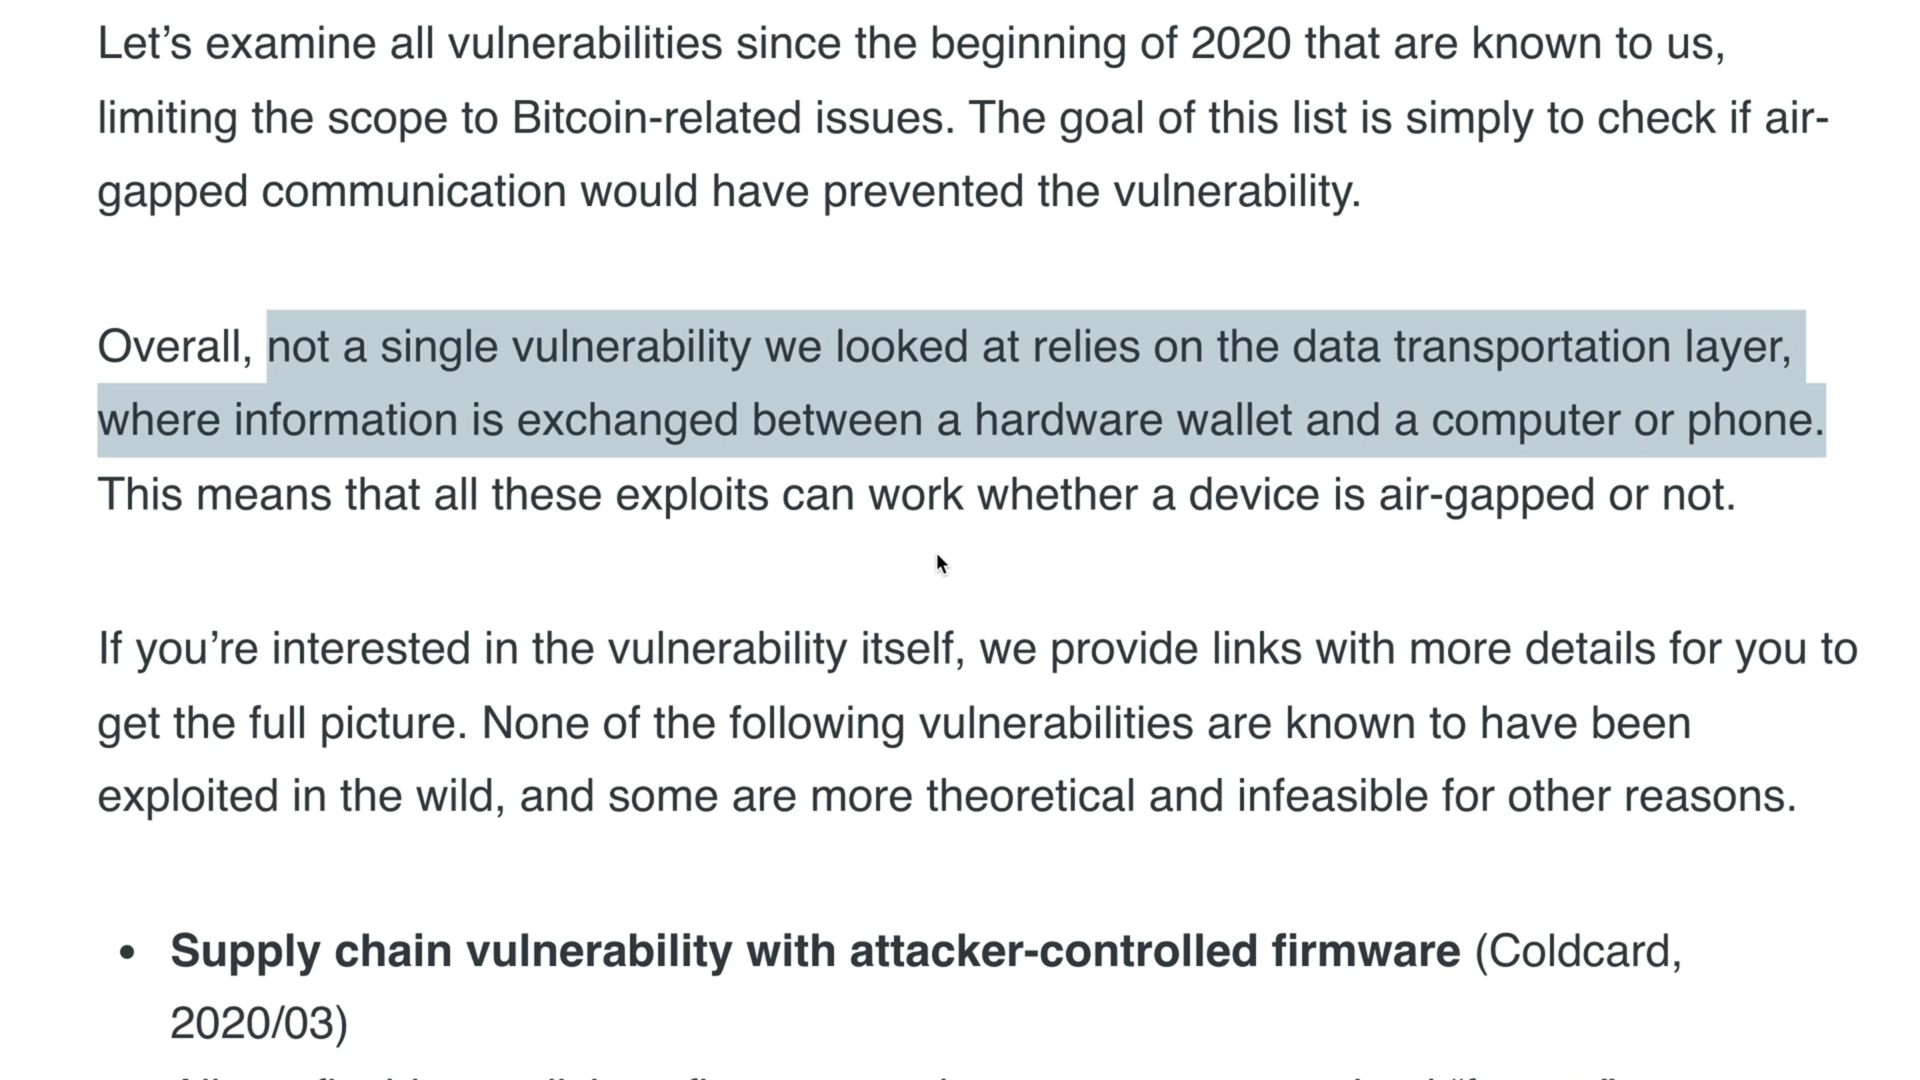 Let’s examine all vulnerabilities since the beginning of 2020 that are known to us,
limiting the scope to Bitcoin-related issues. The goal of this list is simply to check if air-
gapped communication would have prevented the vulnerability.
Overall, not a single vulnerability we looked at relies on the data transportation layer,
where information is exchanged between a hardware wallet and a computer or phone.
This means that all these exploits can work whether a device is air-gapped or not.
If you’re interested in the vulnerability itself, we provide links with more details for you to
get the full picture. None of the following vulnerabilities are known to have been
exploited in the wild, and some are more theoretical and infeasible for other reasons.
• Supply chain vulnerability with attacker-controlled firmware (Coldcard,
2020/03)